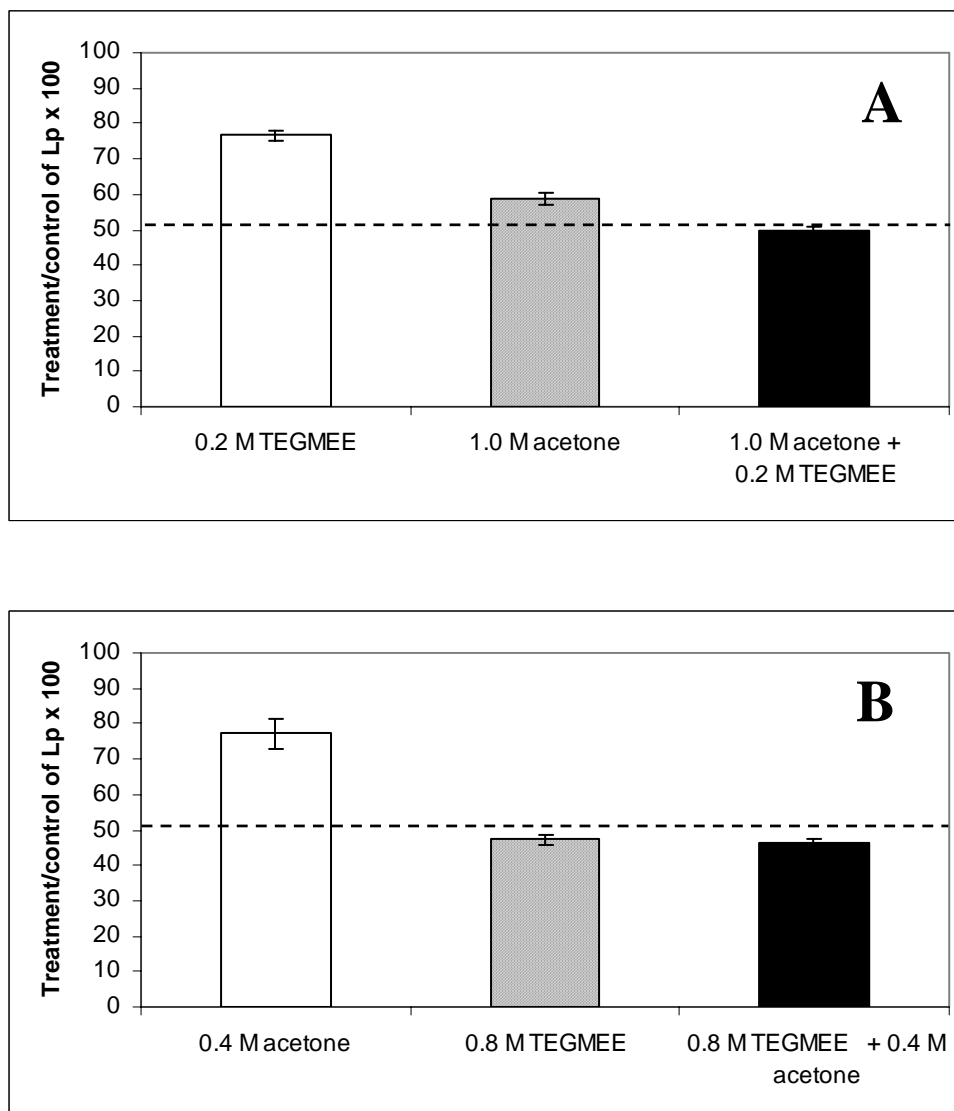 Treatment/control of Lp x 100
100
90
80
70
60
50
40
30
20
10
0
A
0.2 M TEGMEE
1.0 M acetone
1.0 M acetone +
0.2 M TEGMEE
Treatment/control of Lp x 100
100
90
80
70
60
50
40
30
20
10
0
B
0.4 M acetone
0.8 M TEGMEE
0.8 M TEGMEE + 0.4 M
acetone